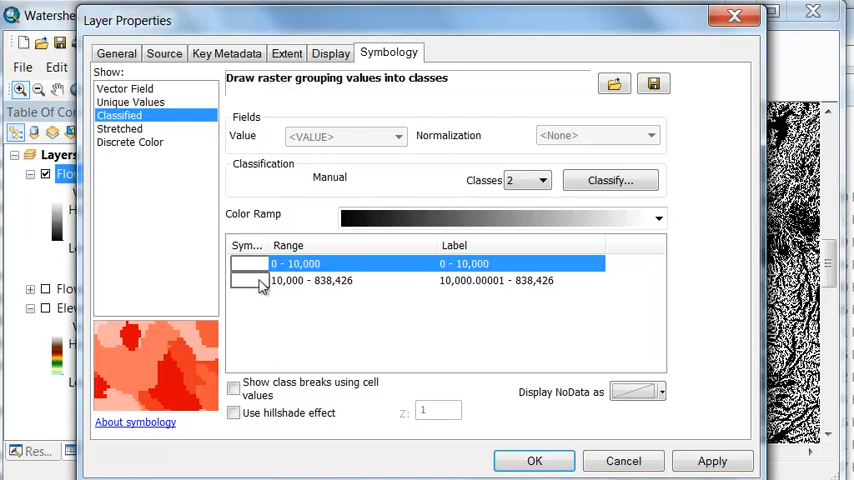 Watershe
Layer Properties
File Edit
General Source Key Metadata Extent Display Symbology
Table Of Con
Layers
Flo
Flo
Ele
Res...
Show:
Vector Field
Unique Values
Classified
Stretched
Discrete Color
About symbology
Draw raster grouping values into classes
Fields
Value <VALUE> Normalization <None>
Classification
Manual Classes 2 Classify...
Color Ramp
Sym... Range Label
0 - 10,000 0 - 10,000
10,000 - 838,426 10,000.00001 - 838,426
Show class breaks using cell
values
Display NoData as
Use hillshade effect Z: 1
OK Cancel Apply